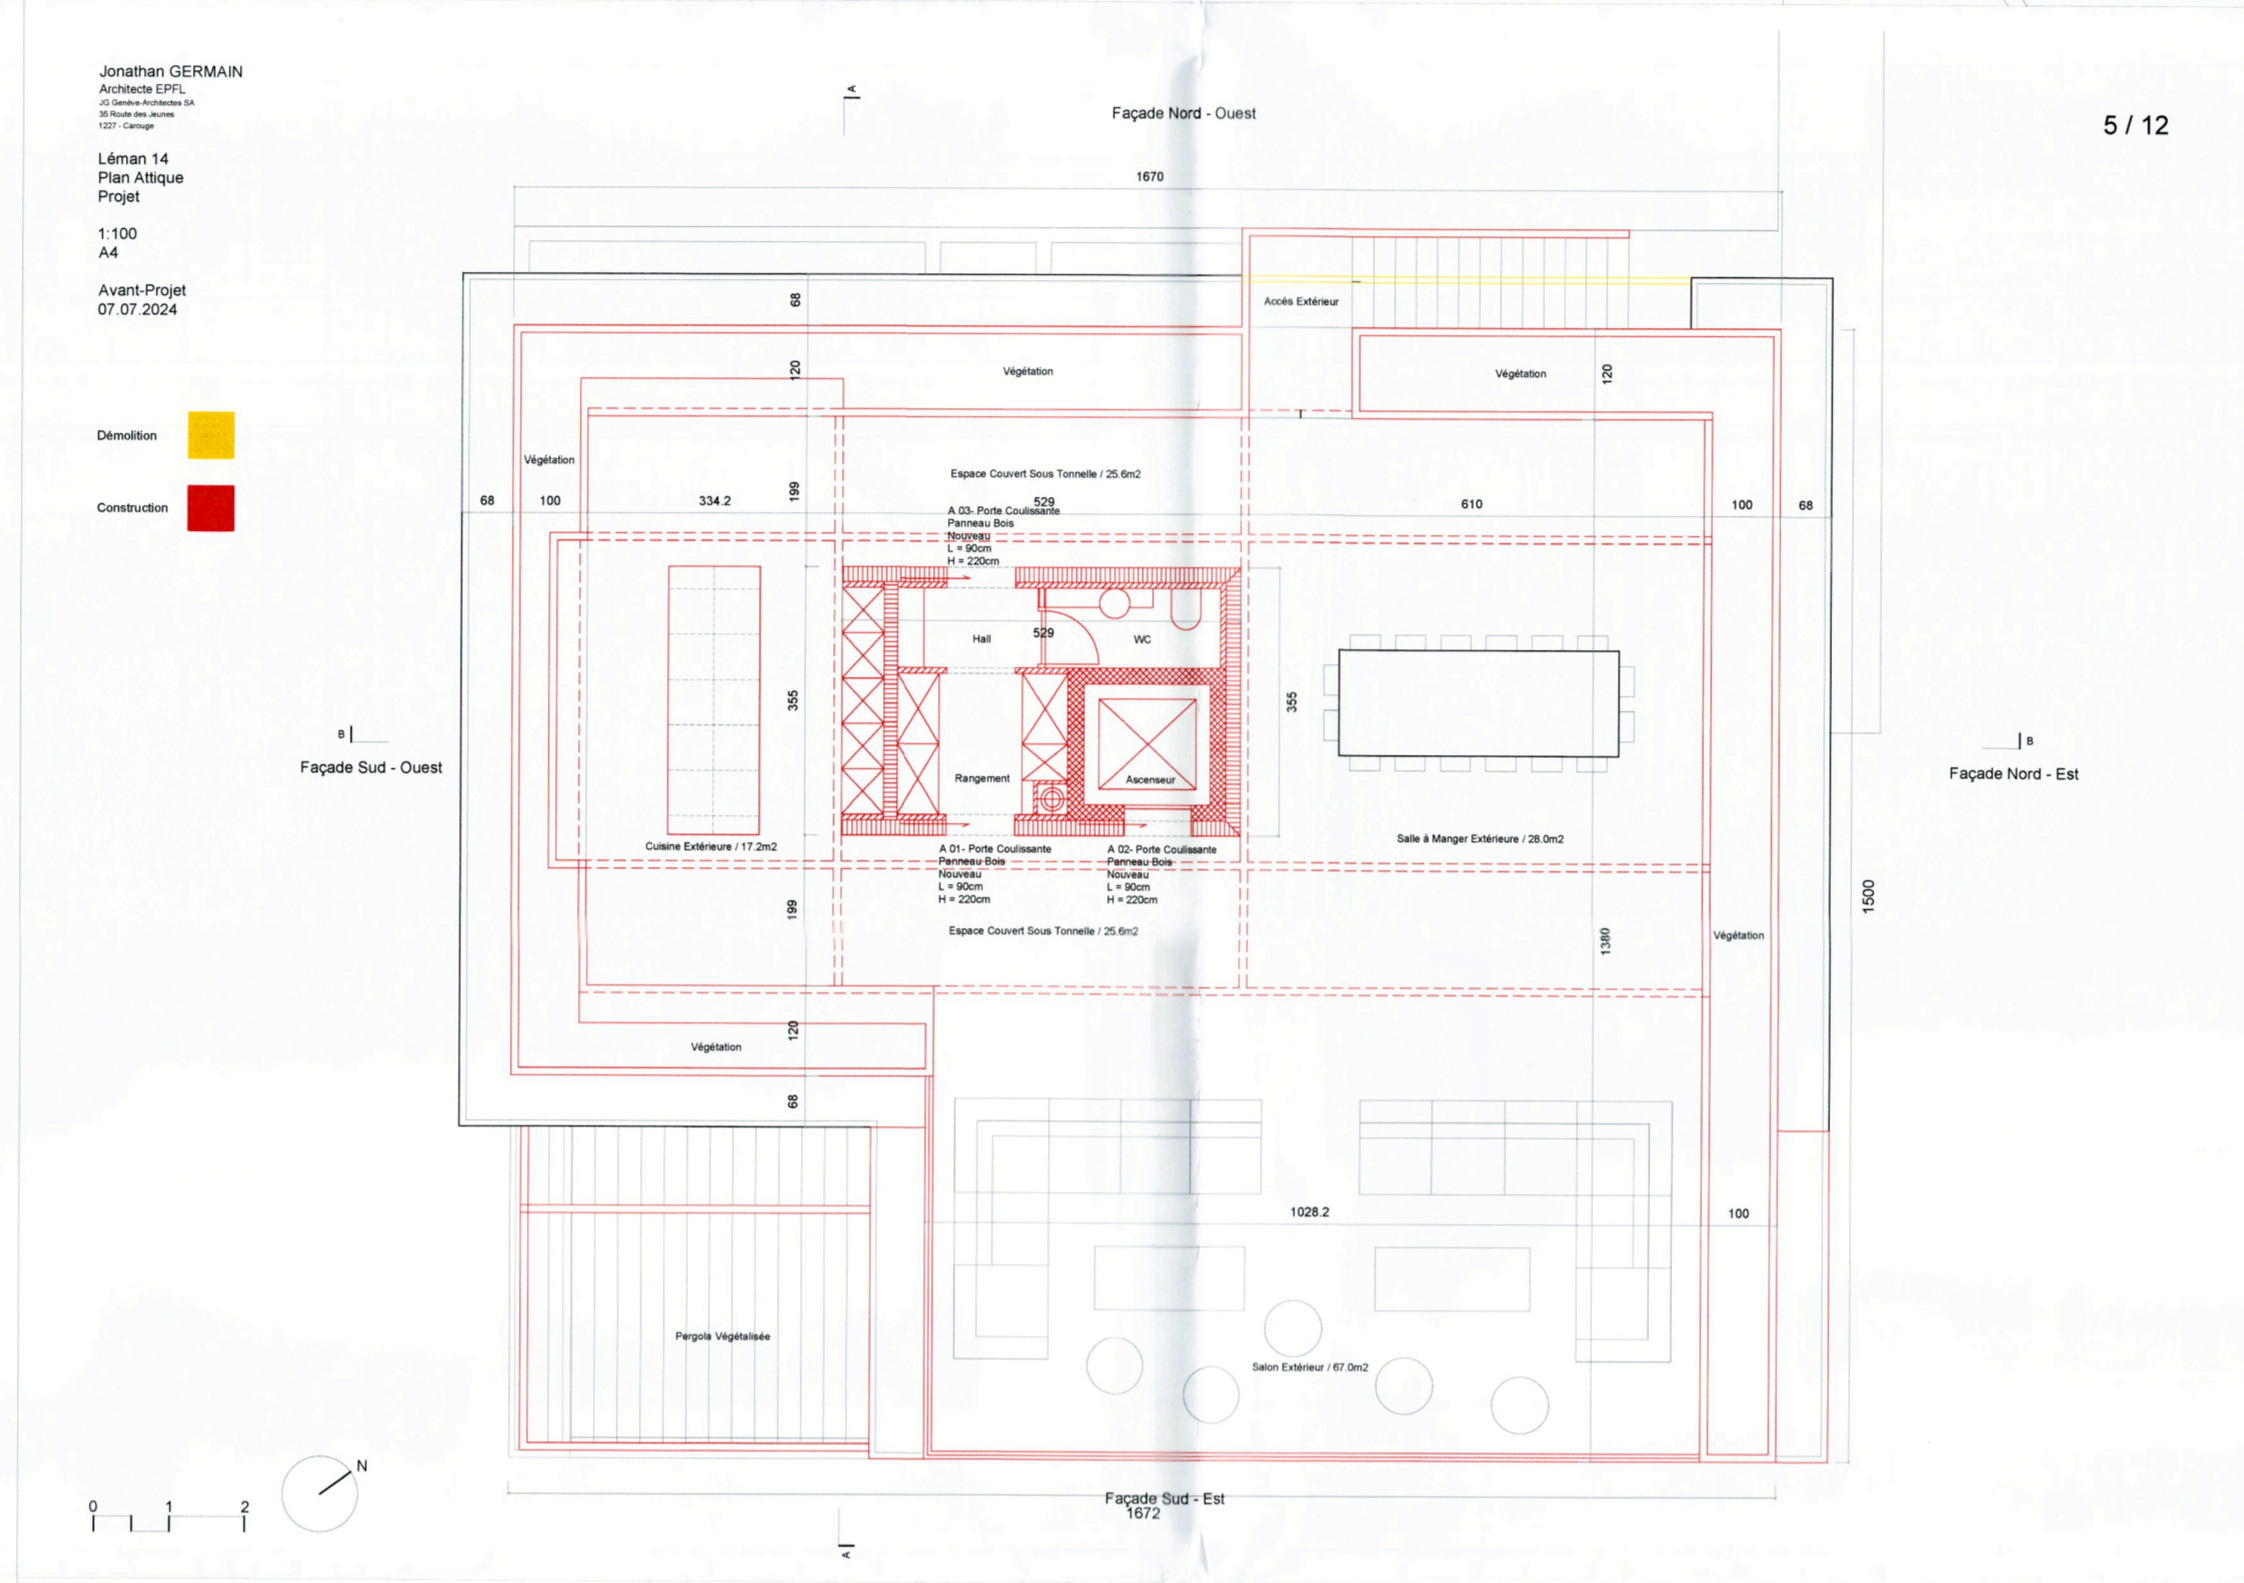 Jonathan GERMAIN
Architecte EPFL
JG Genève-Architectes SA
35 Route des Jeunes
1227 - Carouge
Léman 14
Plan Attique
Projet
1:100
A4
Avant-Projet
07.07.2024
Démolition
Construction
A
Façade Nord - Ouest
5 / 12
1670
68
Accès Extérieur
120
Végétation
Végétation
120
Végétation
Espace Couvert Sous Tonnelle / 25.6m2
68
100
334.2
199
529
610
100
68
A 03- Porte Coulissante
Panneau Bois
Nouveau
L = 90cm
H = 220cm
Hall
529
WC
355
355
B
Façade Sud - Ouest
B
Façade Nord - Est
Rangement
Ascenseur
Cuisine Extérieure / 17.2m2
Salle à Manger Extérieure / 28.0m2
A 01- Porte Coulissante
Panneau Bois
Nouveau
L = 90cm
H = 220cm
A 02- Porte Coulissante
Panneau Bois
Nouveau
L = 90cm
H = 220cm
199
1500
Espace Couvert Sous Tonnelle / 25.6m2
1380
Végétation
120
Végétation
68
1028.2
100
Pergola Végétalisée
Salon Extérieur / 67.0m2
N
0 1 2
Façade Sud - Est
1672
A